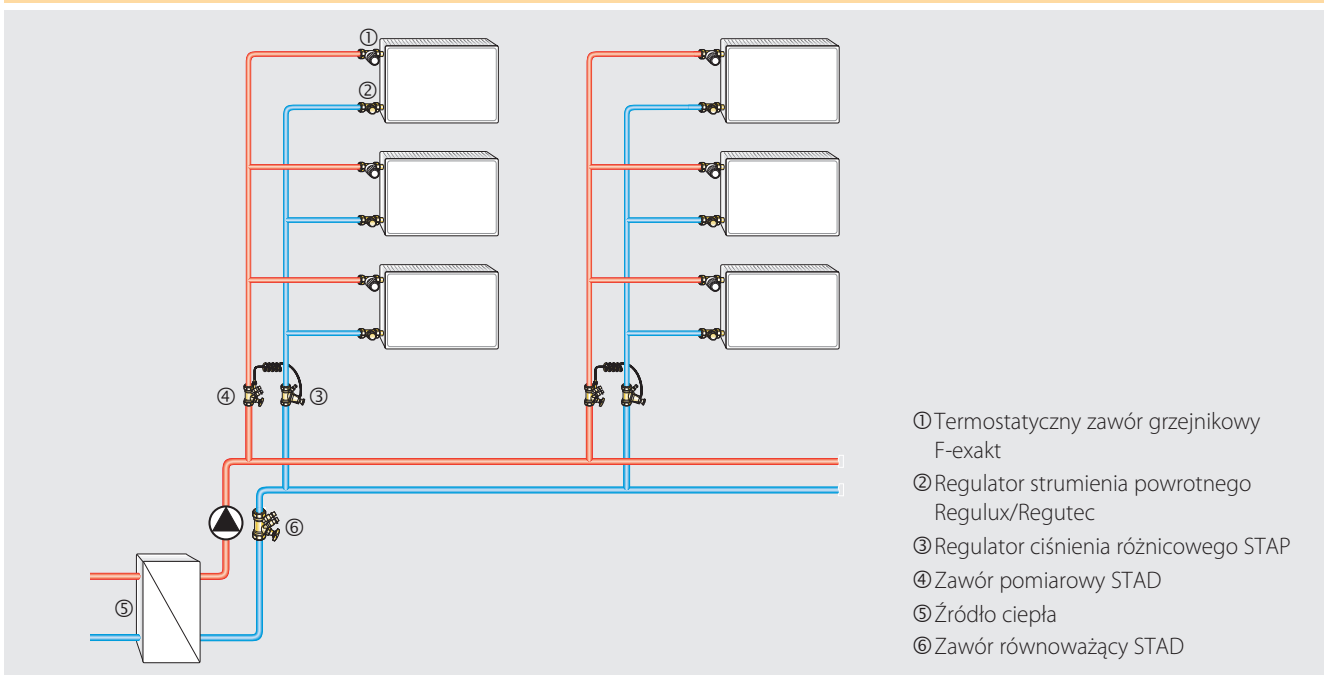 ①
②
④
③
⑥
⑤
①Termostatyczny zawór grzejnikowy
F-exakt
②Regulator strumienia powrotnego
Regulux/Regutec
③Regulator ciśnienia różnicowego STAP
④Zawór pomiarowy STAD
⑤Źródło ciepła
⑥Zawór równoważący STAD